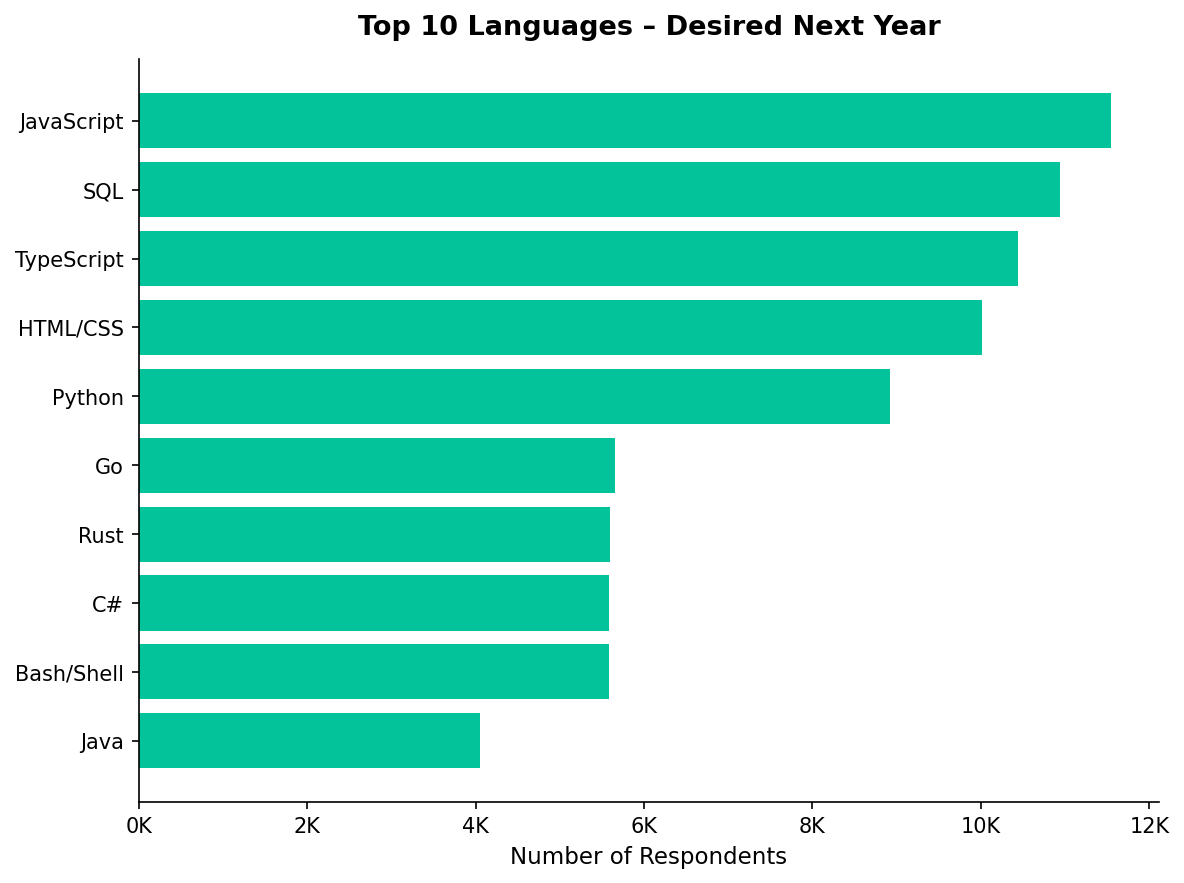 Top 10 Languages – Desired Next Year
JavaScript
SQL
TypeScript
HTML/CSS
Python
Go
Rust
C#
Bash/Shell
Java
0K 2K 4K 6K 8K 10K 12K
Number of Respondents